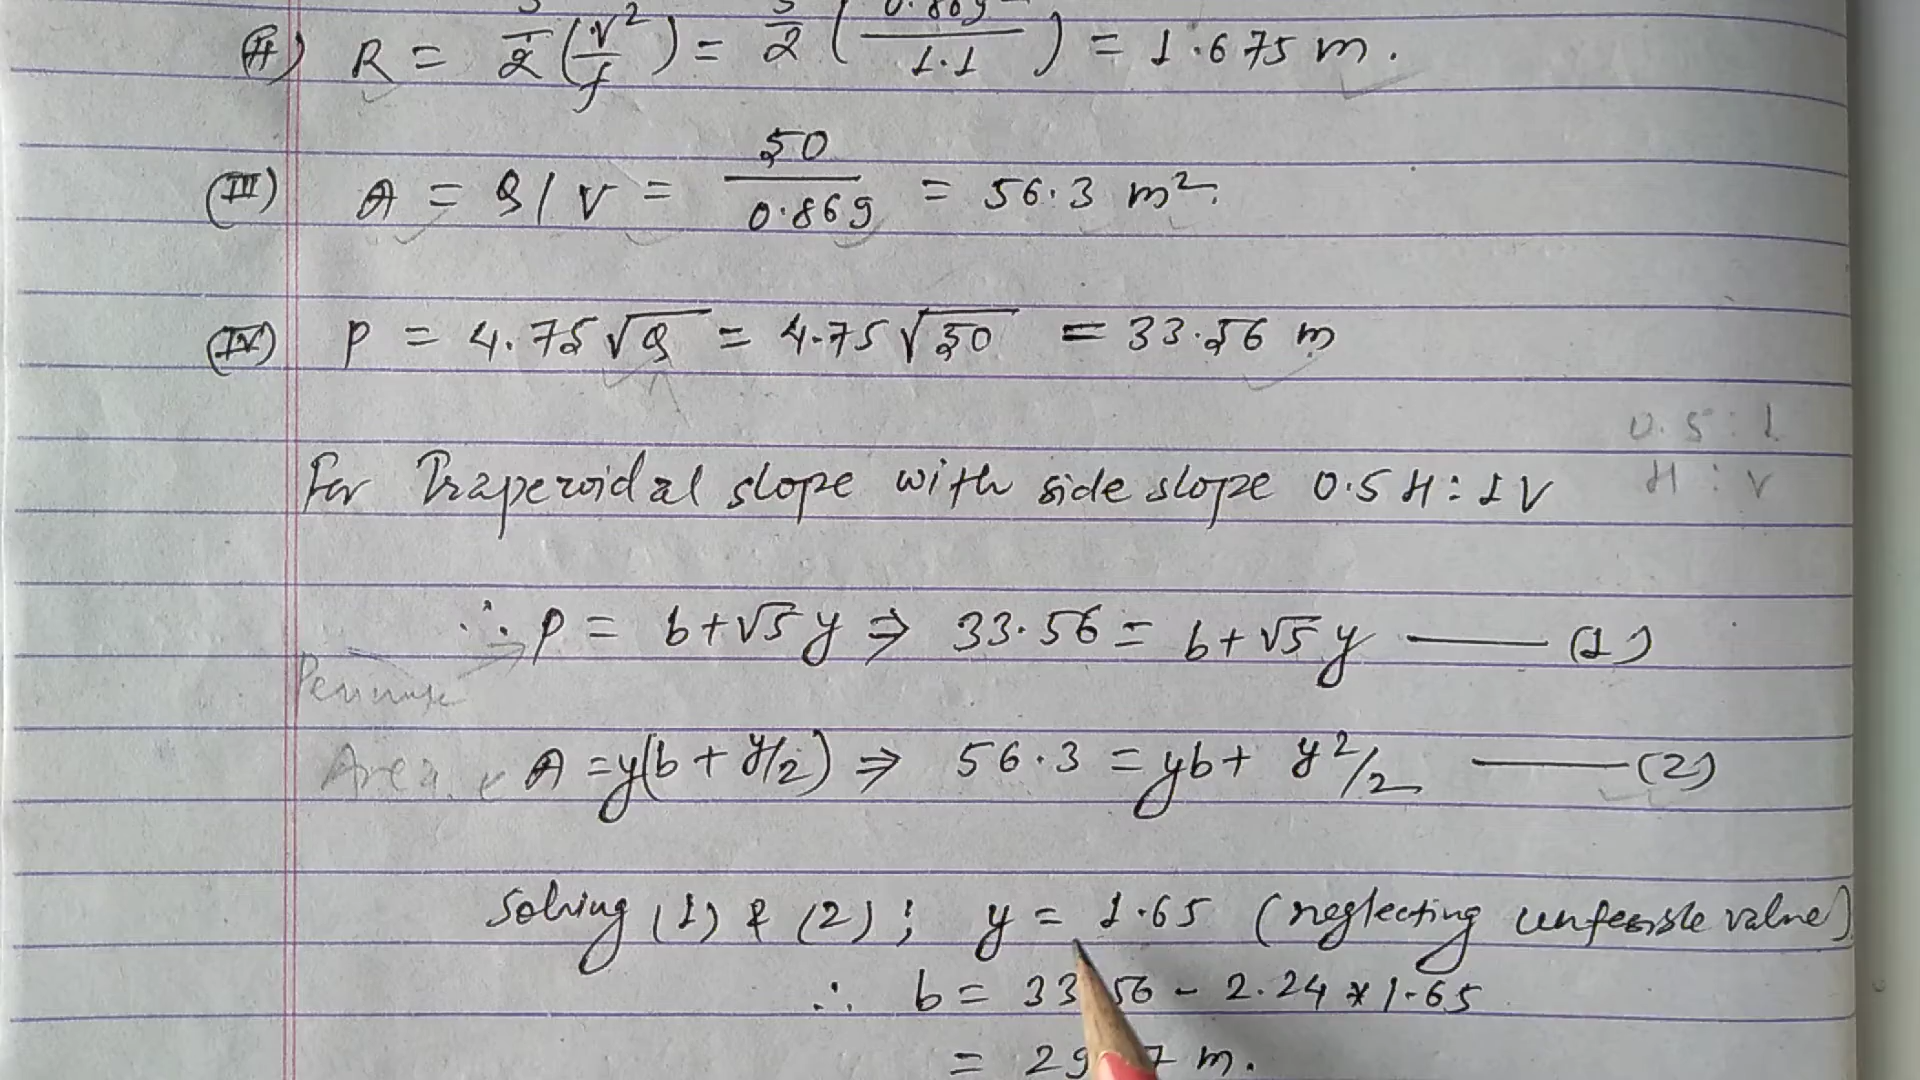 (II) R = 5/2 (V²/f) = 5/2 (0.869²/1.1) = 1.675 m.
(III) A = Q/V = 50/0.869 = 56.3 m².
(IV) P = 4.75√Q = 4.75√50 = 33.56 m
0.5 : 1
H : V
For Trapezoidal slope with side slope 0.5 H : 1 V
∴ P = b+√5 y ⇒ 33.56 = b+√5 y —— (1)
Area A = y(b + y/2) ⇒ 56.3 = yb + y²/2 —— (2)
Solving (1) & (2) ; y = 1.65 (neglecting unfeasible value)
∴ b = 33.56 - 2.24 * 1.65
= 29 7 m.